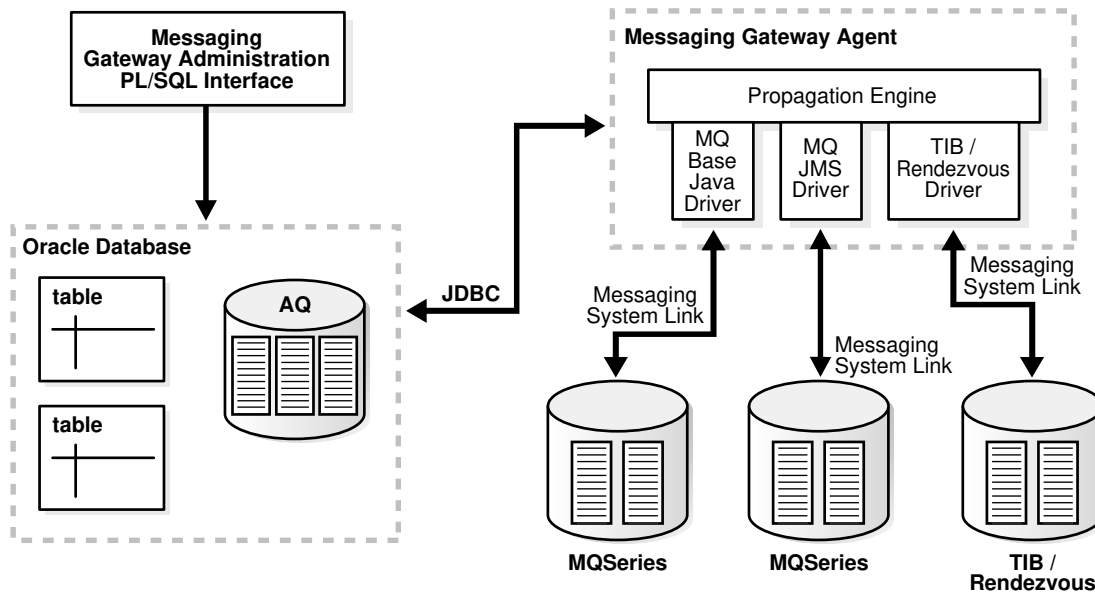 Messaging
Gateway Administration
PL/SQL Interface
Messaging Gateway Agent
Propagation Engine
MQ
Base
Java
Driver
MQ
JMS
Driver
TIB /
Rendezvous
Driver
Oracle Database
table
table
AQ
JDBC
Messaging
System Link
Messaging
System Link
Messaging
System Link
MQSeries
MQSeries
TIB /
Rendezvous